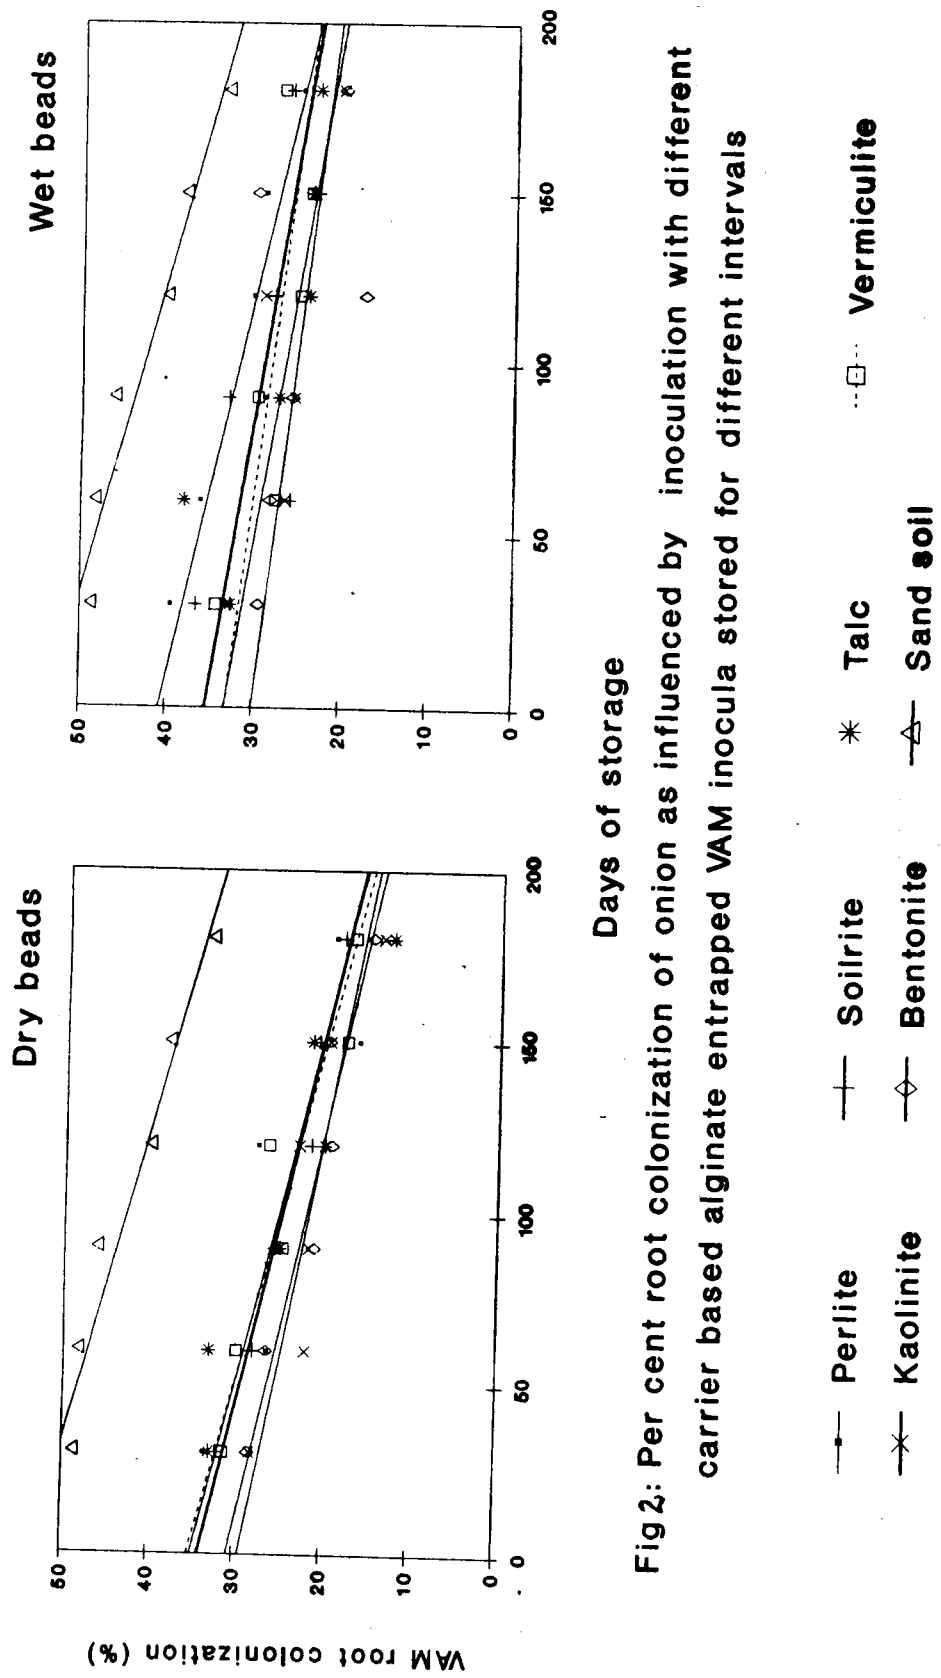 Dry beads
Wet beads
VAM root colonization (%)
50
40
30
20
10
0
0
50
100
150
200
50
40
30
20
10
0
0
50
100
150
200
Days of storage
Fig 2.: Per cent root colonization of onion as influenced by inoculation with different
carrier based alginate entrapped VAM inocula stored for different intervals
Perlite
Soilrite
Talc
Vermiculite
Kaolinite
Bentonite
Sand soil